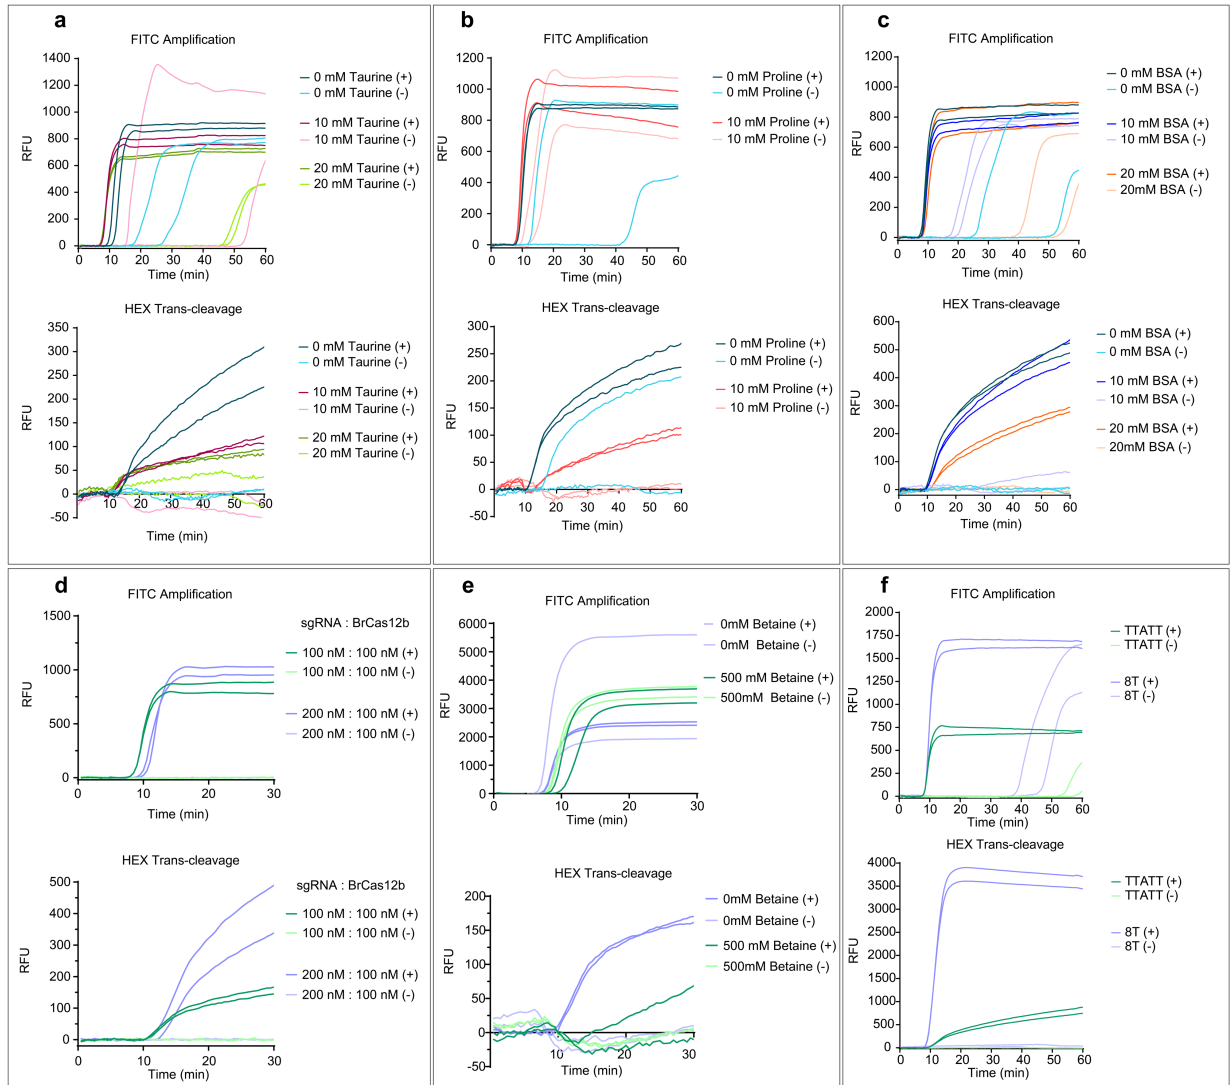 a
FITC Amplification
1400
1200
1000
800
600
400
200
0
RFU
0 10 20 30 40 50 60
Time (min)
0 mM Taurine (+)
0 mM Taurine (-)
10 mM Taurine (+)
10 mM Taurine (-)
20 mM Taurine (+)
20 mM Taurine (-)
HEX Trans-cleavage
350
300
250
200
150
100
50
0
-50
RFU
10 20 30 40 50 60
Time (min)
0 mM Taurine (+)
0 mM Taurine (-)
10 mM Taurine (+)
10 mM Taurine (-)
20 mM Taurine (+)
20 mM Taurine (-)
b
FITC Amplification
1200
1000
800
600
400
200
0
RFU
0 10 20 30 40 50 60
Time (min)
0 mM Proline (+)
0 mM Proline (-)
10 mM Proline (+)
10 mM Proline (-)
HEX Trans-cleavage
300
250
200
150
100
50
0
-50
RFU
10 20 30 40 50 60
Time (min)
0 mM Proline (+)
0 mM Proline (-)
10 mM Proline (+)
10 mM Proline (-)
c
FITC Amplification
1200
1000
800
600
400
200
0
RFU
0 10 20 30 40 50 60
Time (min)
0 mM BSA (+)
0 mM BSA (-)
10 mM BSA (+)
10 mM BSA (-)
20 mM BSA (+)
20mM BSA (-)
HEX Trans-cleavage
600
500
400
300
200
100
0
-100
RFU
10 20 30 40 50 60
Time (min)
0 mM BSA (+)
0 mM BSA (-)
10 mM BSA (+)
10 mM BSA (-)
20 mM BSA (+)
20mM BSA (-)
d
FITC Amplification
1500
1000
500
0
RFU
0 10 20 30
Time (min)
sgRNA : BrCas12b
100 nM : 100 nM (+)
100 nM : 100 nM (-)
200 nM : 100 nM (+)
200 nM : 100 nM (-)
HEX Trans-cleavage
500
400
300
200
100
0
RFU
0 10 20 30
Time (min)
sgRNA : BrCas12b
100 nM : 100 nM (+)
100 nM : 100 nM (-)
200 nM : 100 nM (+)
200 nM : 100 nM (-)
e
FITC Amplification
6000
5000
4000
3000
2000
1000
0
RFU
0 10 20 30
Time (min)
0mM Betaine (+)
0mM Betaine (-)
500 mM Betaine (+)
500mM Betaine (-)
HEX Trans-cleavage
200
150
100
50
0
-50
RFU
10 20 30
Time (min)
0mM Betaine (+)
0mM Betaine (-)
500 mM Betaine (+)
500mM Betaine (-)
f
FITC Amplification
2000
1750
1500
1250
1000
750
500
250
0
RFU
0 10 20 30 40 50 60
Time (min)
TTATT (+)
TTATT (-)
8T (+)
8T (-)
HEX Trans-cleavage
4000
3500
3000
2500
2000
1500
1000
500
0
RFU
0 10 20 30 40 50 60
Time (min)
TTATT (+)
TTATT (-)
8T (+)
8T (-)